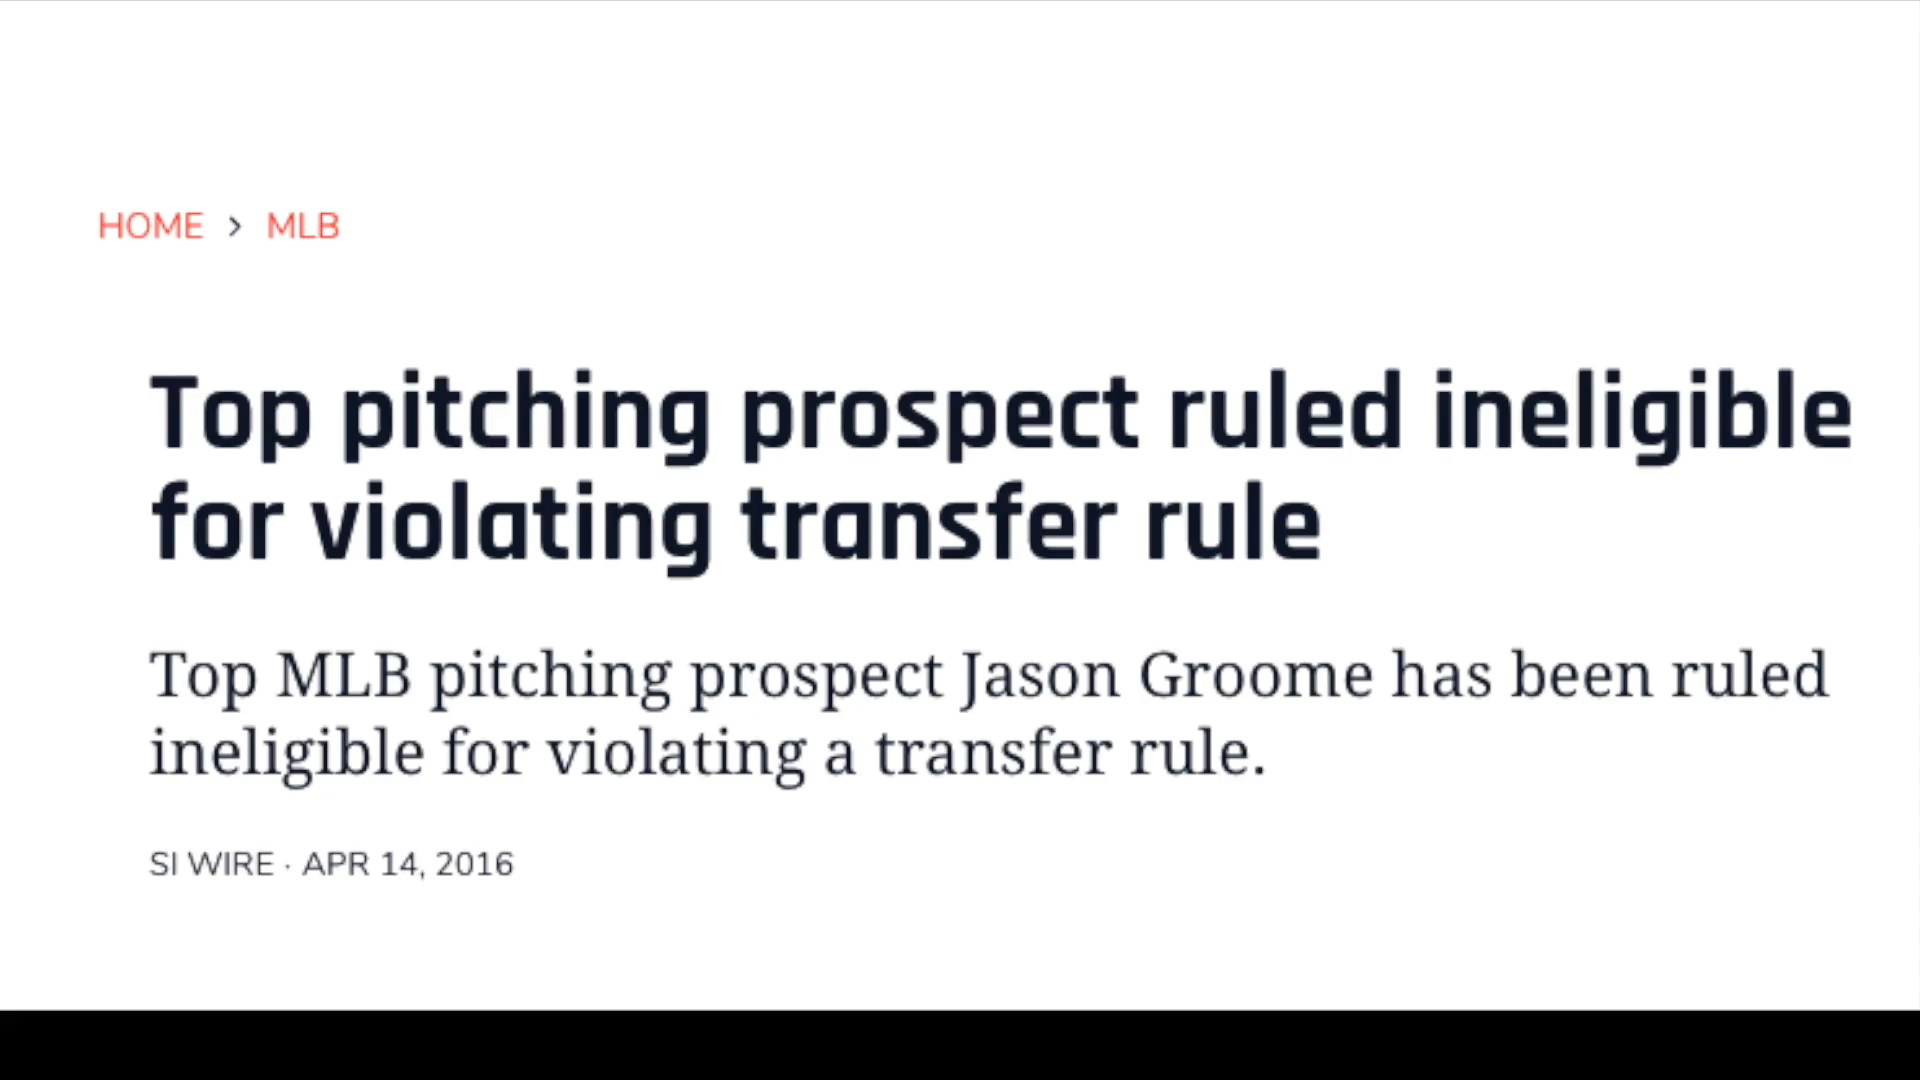 HOME > MLB
Top pitching prospect ruled ineligible
for violating transfer rule
Top MLB pitching prospect Jason Groome has been ruled
ineligible for violating a transfer rule.
SI WIRE · APR 14, 2016